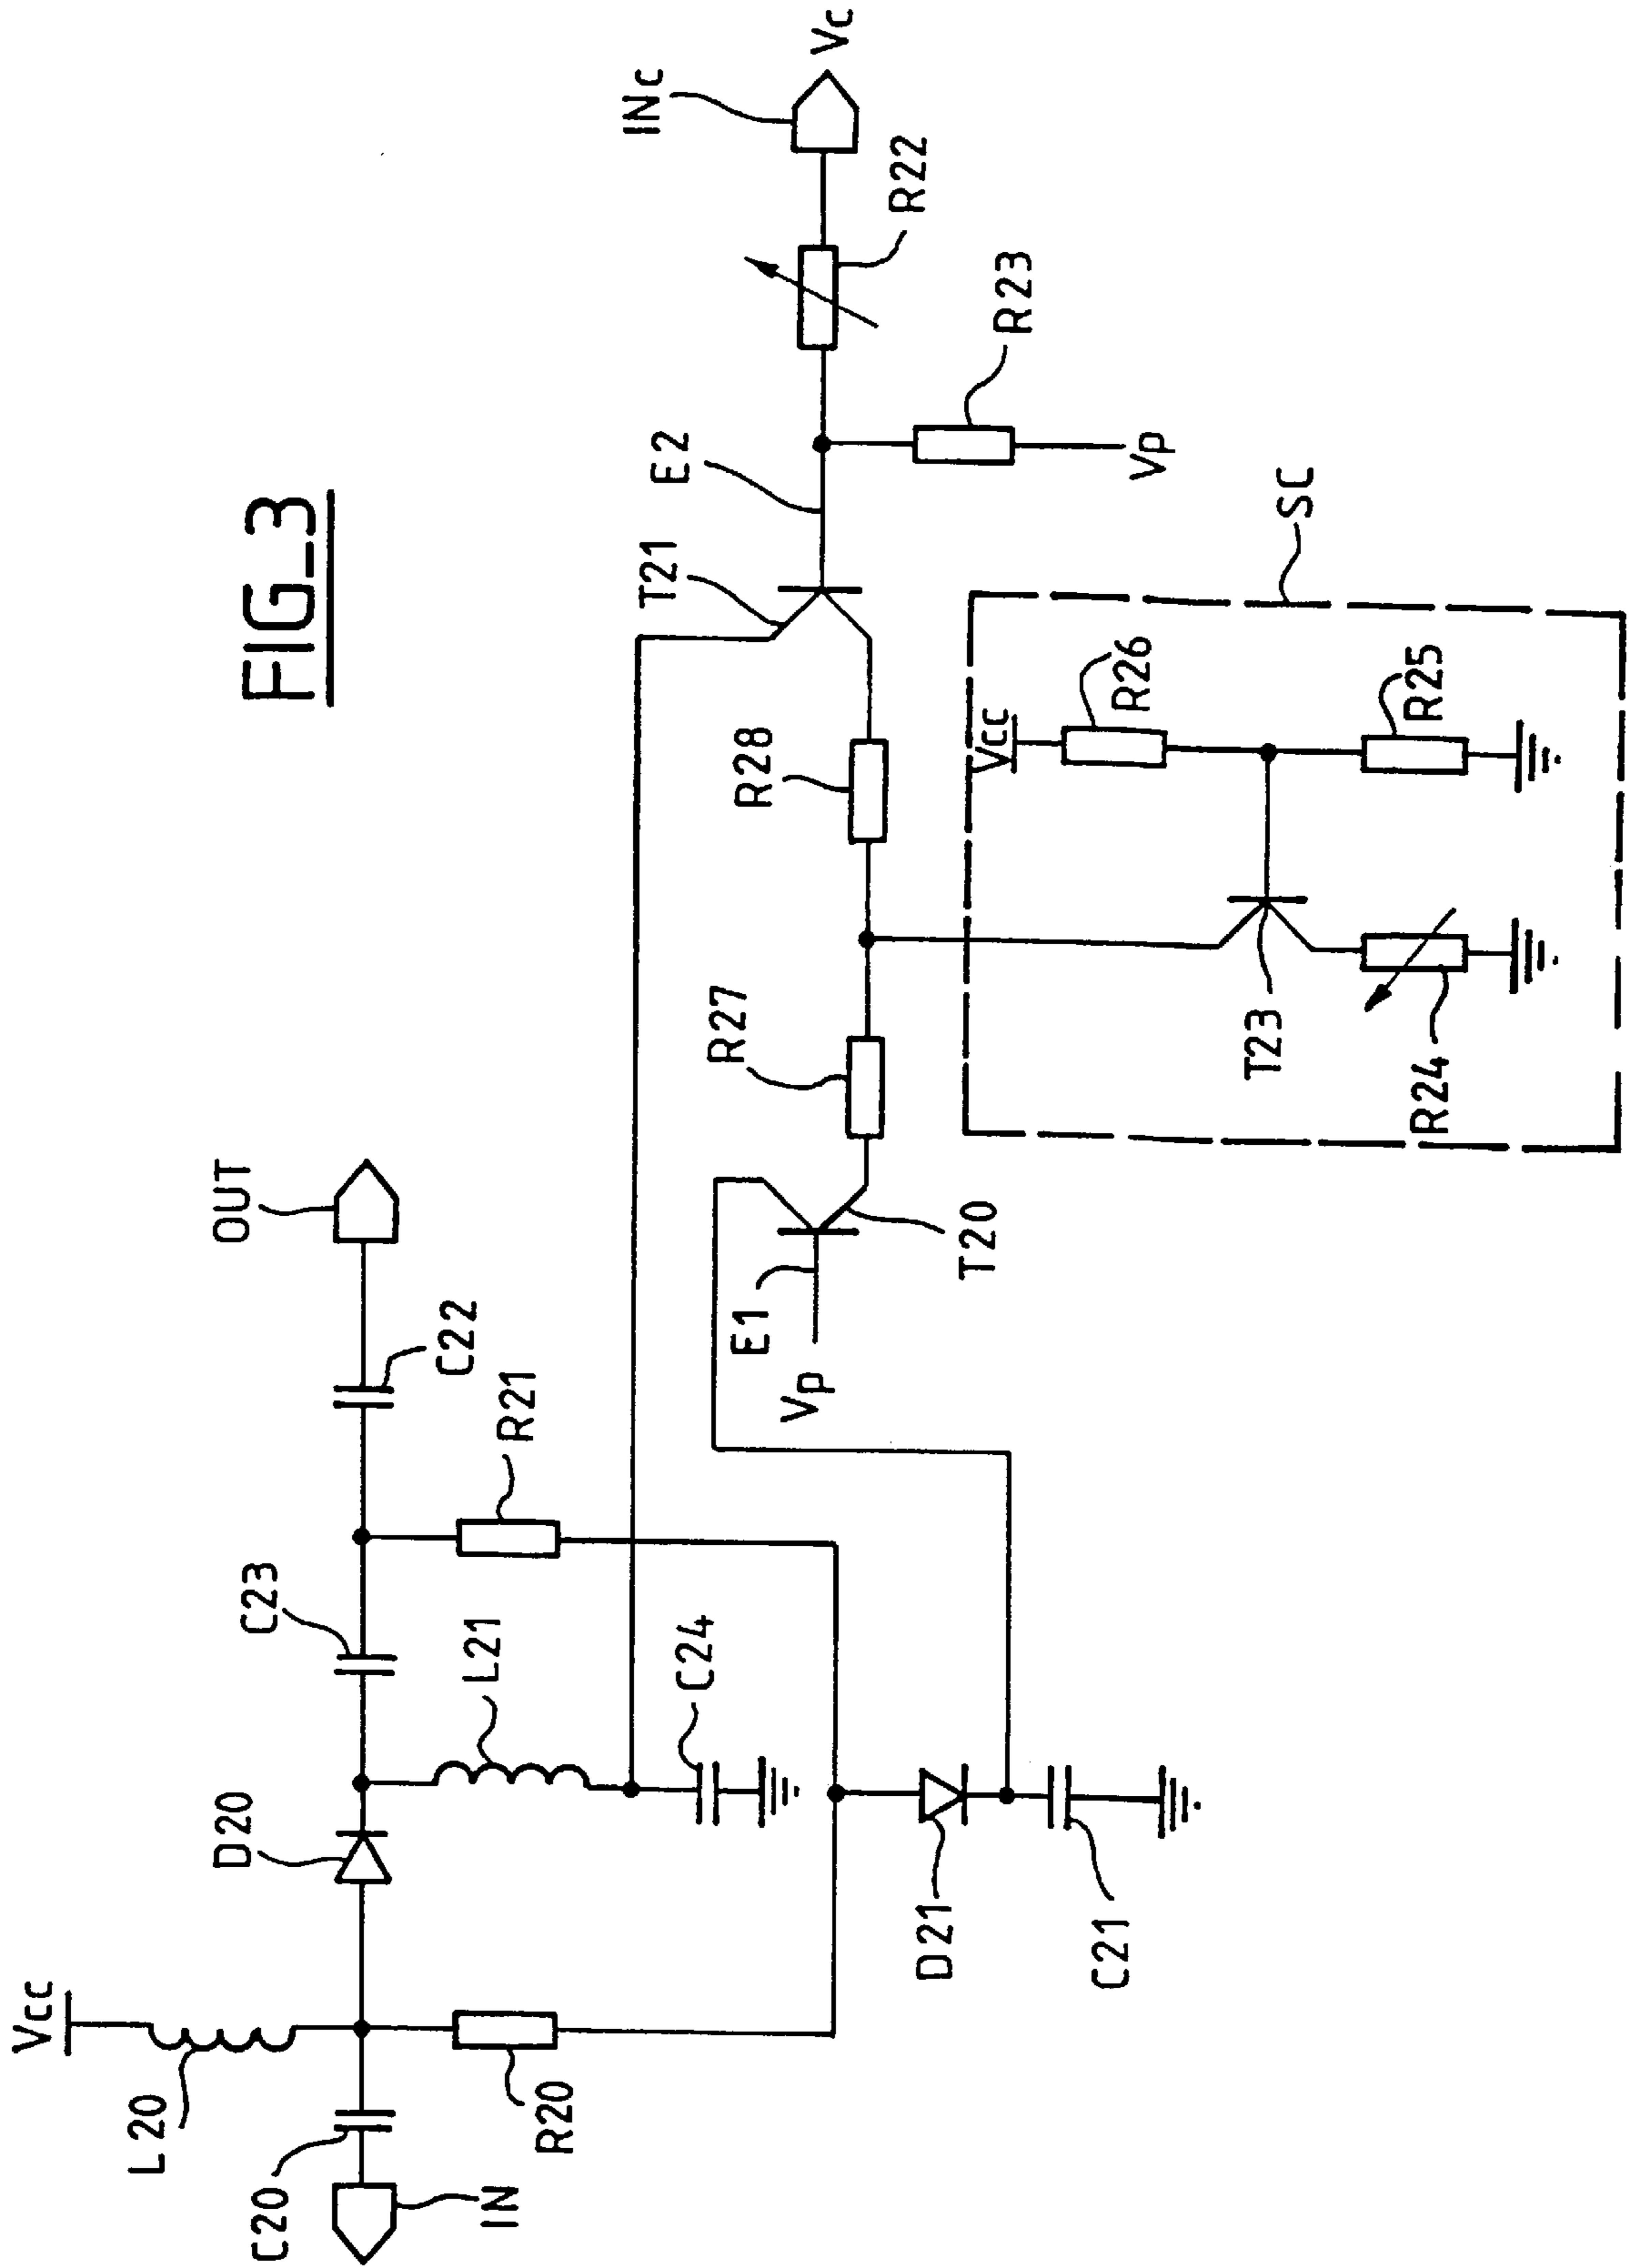 FIG_3
Vcc
L20
C20
IN
R20
D20
C23
L21
C24
R21
C22
OUT
D21
C21
Vp
E1
T20
R27
R28
T21
E2
R22
INc
Vc
R23
Vp
SC
Vcc
R26
R25
T23
R24